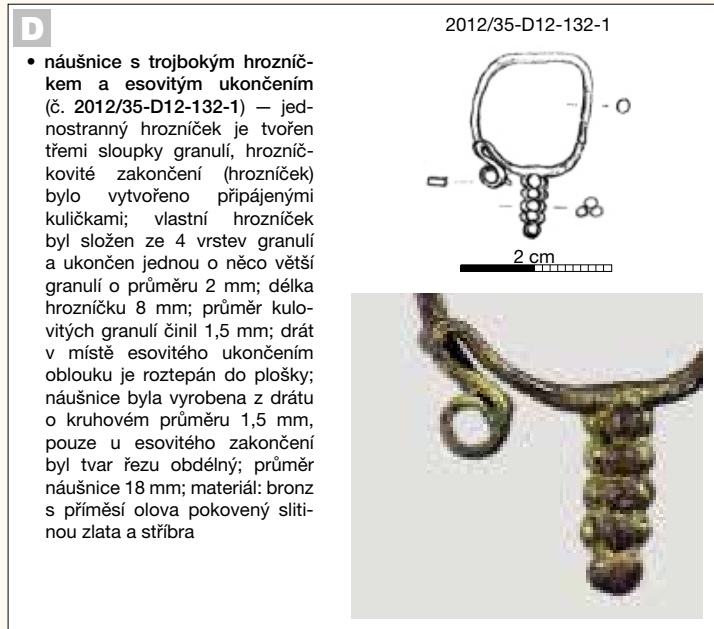 D
2012/35-D12-132-1
• náušnice s trojbokým hrozníč-
kem a esovitým ukončením
(č. 2012/35-D12-132-1) — jed-
nostranný hrozníček je tvořen
třemi sloupky granulí, hrozníč-
kovité zakončení (hrozníček)
bylo vytvořeno připájenými
kuličkami; vlastní hrozníček
byl složen ze 4 vrstev granulí
a ukončen jednou o něco větší
granulí o průměru 2 mm; délka
hrozníčku 8 mm; průměr kulo-
vitých granulí činil 1,5 mm; drát
v místě esovitého ukončením
oblouku je roztepán do plošky;
náušnice byla vyrobena z drátu
o kruhovém průměru 1,5 mm,
pouze u esovitého zakončení
byl tvar řezu obdélný; průměr
náušnice 18 mm; materiál: bronz
s příměsí olova pokovený sliti-
nou zlata a stříbra
2 cm